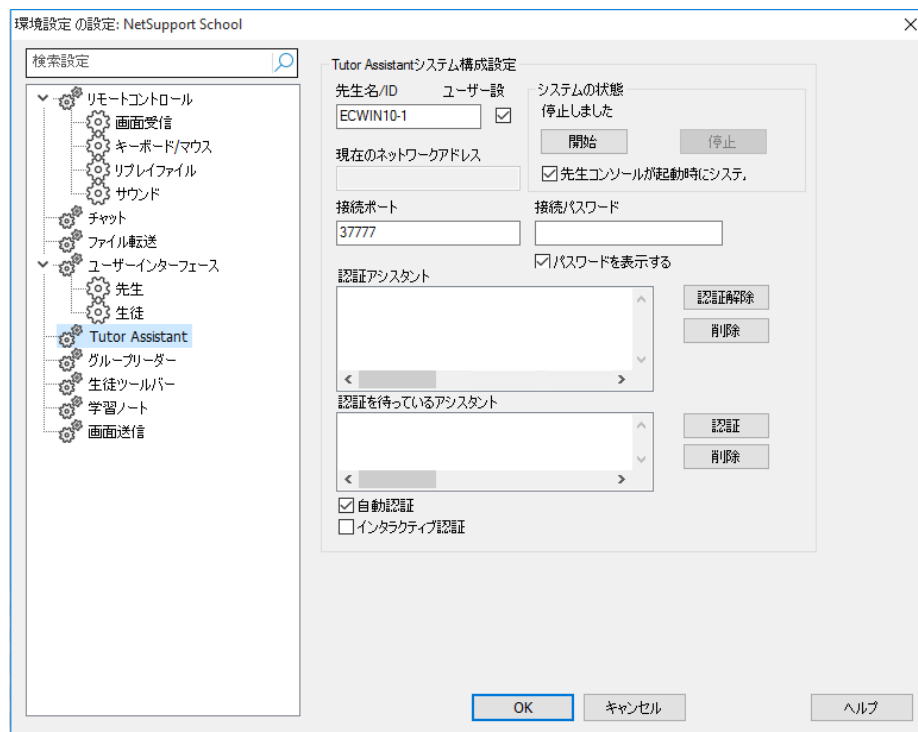 環境設定 の設定: NetSupport School
検索設定
リモートコントロール
画面受信
キーボード/マウス
リプレイファイル
サウンド
チャット
ファイル転送
ユーザーインターフェース
先生
生徒
Tutor Assistant
グループリーダー
生徒ツールバー
学習ノート
画面送信
Tutor Assistantシステム構成設定
先生名/ID
ユーザー設
ECWIN10-1
システムの状態
停止しました
開始
停止
先生コンソールが起動時にシステ
現在のネットワークアドレス
接続ポート
37777
接続パスワード
パスワードを表示する
認証アシスタント
認証解除
削除
認証を待っているアシスタント
認証
削除
自動認証
インタラクティブ認証
OK
キャンセル
ヘルプ